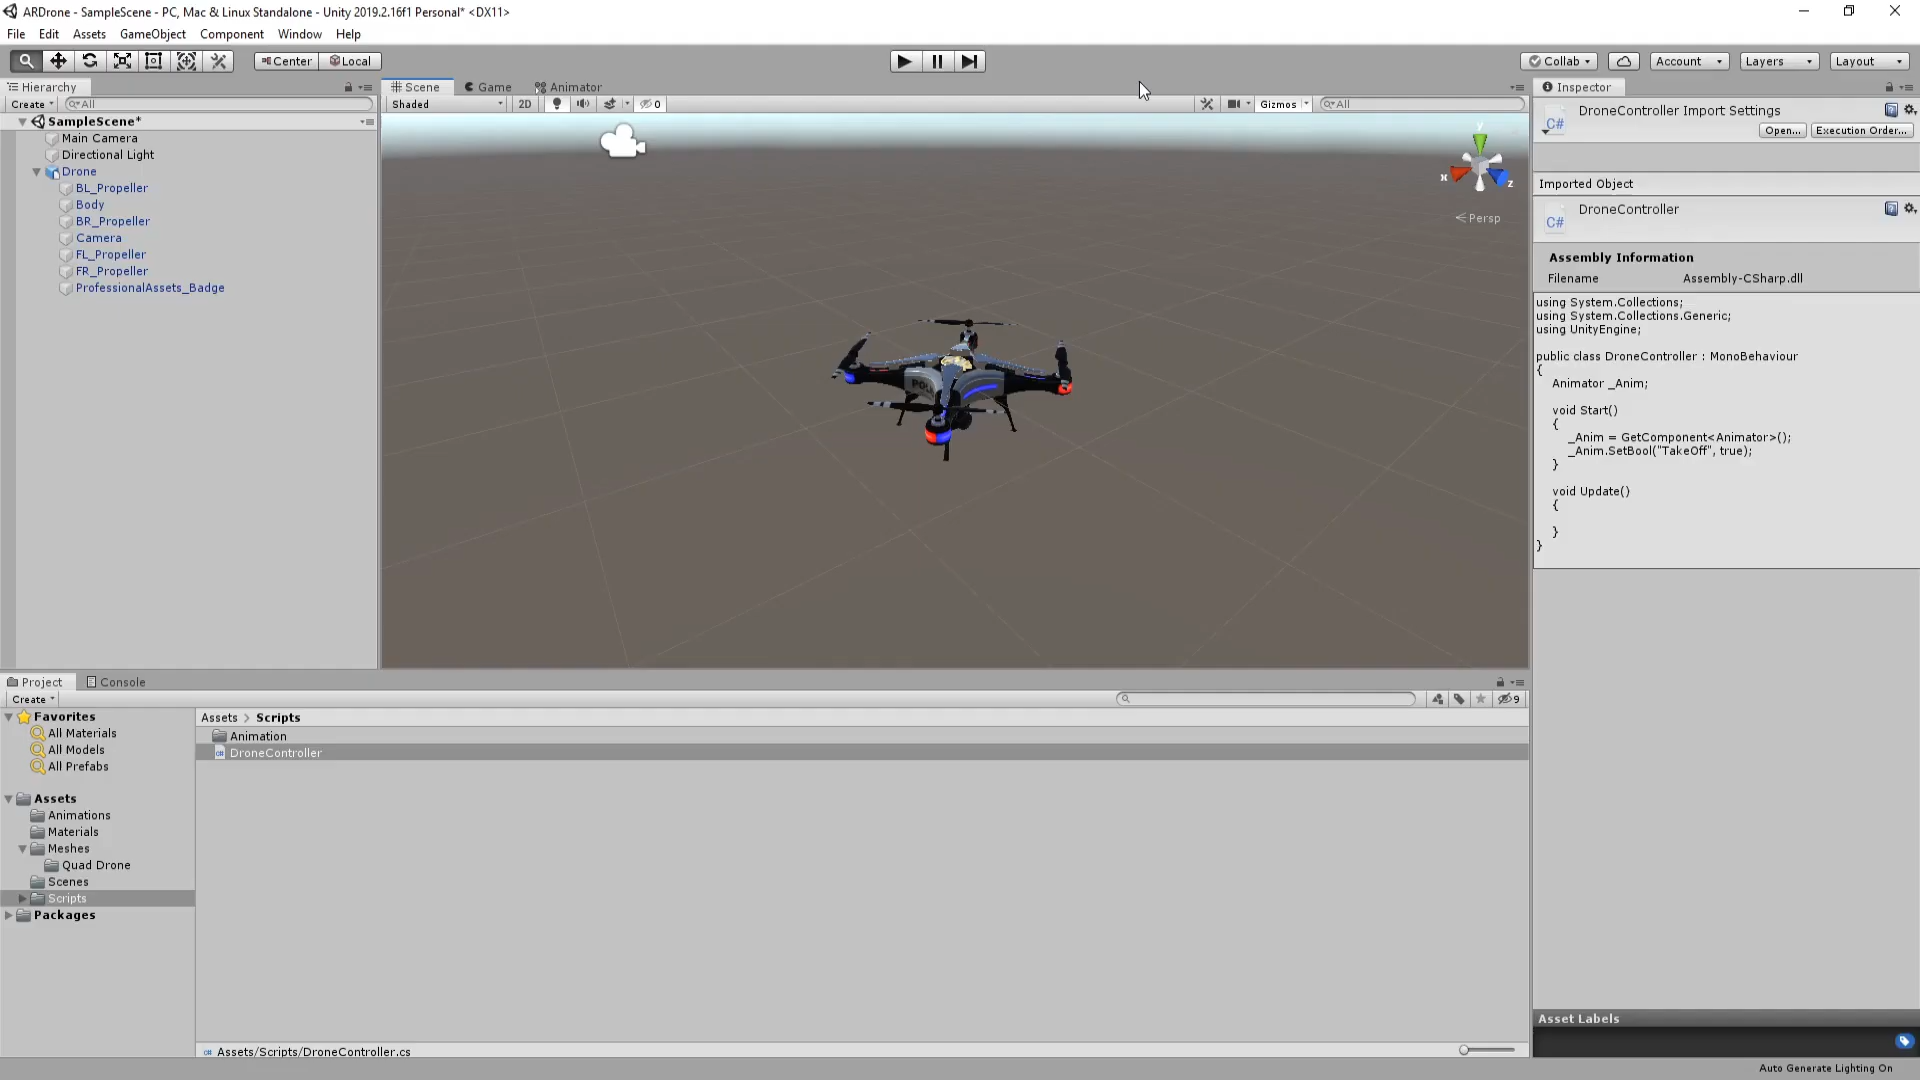 ARDrone - SampleScene - PC, Mac & Linux Standalone - Unity 2019.2.16f1 Personal* <DX11>
File Edit Assets GameObject Component Window Help
Center Local Collab Account Layers Layout
Hierarchy
Create All
SampleScene*
Main Camera
Directional Light
Drone
BL_Propeller
Body
BR_Propeller
Camera
FL_Propeller
FR_Propeller
ProfessionalAssets_Badge
Scene Game Animator
Shaded 2D 0 Gizmos All
y
x
z
Persp
POL
Inspector
DroneController Import Settings
C#
Open... Execution Order...
Imported Object
DroneController
C#
Assembly Information
Filename Assembly-CSharp.dll
using System.Collections;
using System.Collections.Generic;
using UnityEngine;
public class DroneController : MonoBehaviour
{
Animator _Anim;
void Start()
{
_Anim = GetComponent<Animator>();
_Anim.SetBool("TakeOff", true);
}
void Update()
{
}
}
Project Console
Create 9
Favorites
All Materials
All Models
All Prefabs
Assets
Animations
Materials
Meshes
Quad Drone
Scenes
Scripts
Packages
Assets > Scripts
Animation
DroneController
Assets/Scripts/DroneController.cs
Asset Labels
Auto Generate Lighting On